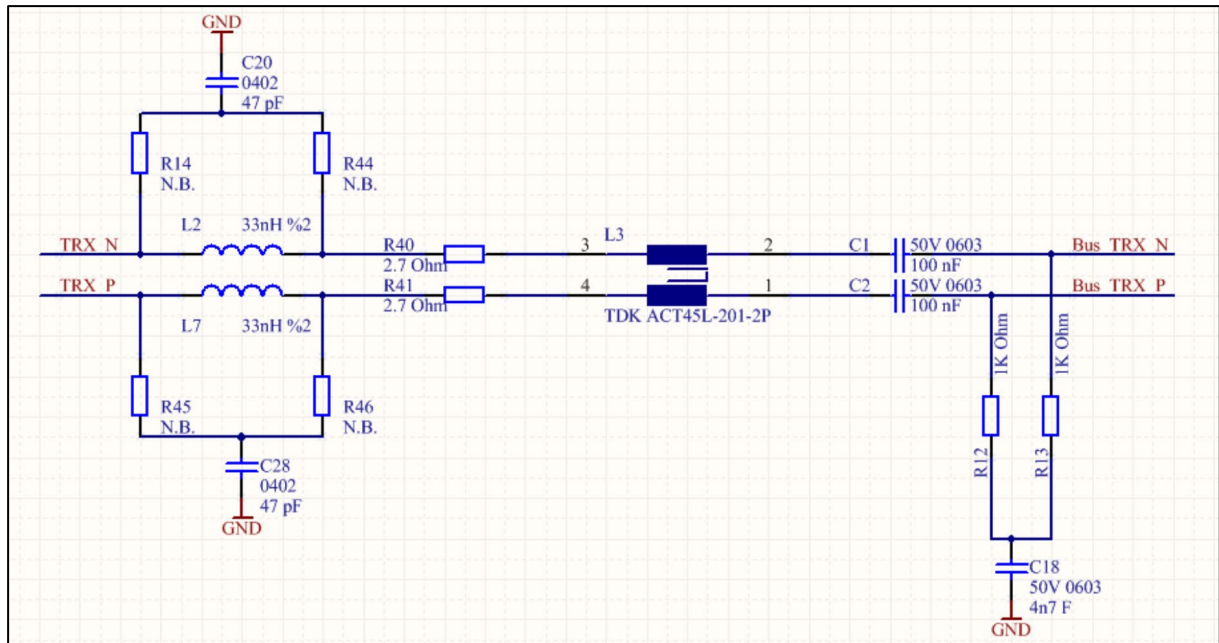 GND
C20
0402
47 pF
R14
N.B.
R44
N.B.
L2 33nH %2
TRX N
R40
2.7 Ohm
3 L3 2
C1
50V 0603
100 nF
Bus TRX N
TRX P
R41
2.7 Ohm
4 1
C2
50V 0603
100 nF
Bus TRX P
L7 33nH %2
TDK ACT45L-201-2P
1K Ohm
1K Ohm
R45
N.B.
R46
N.B.
R12
R13
C28
0402
47 pF
GND
C18
50V 0603
4n7 F
GND